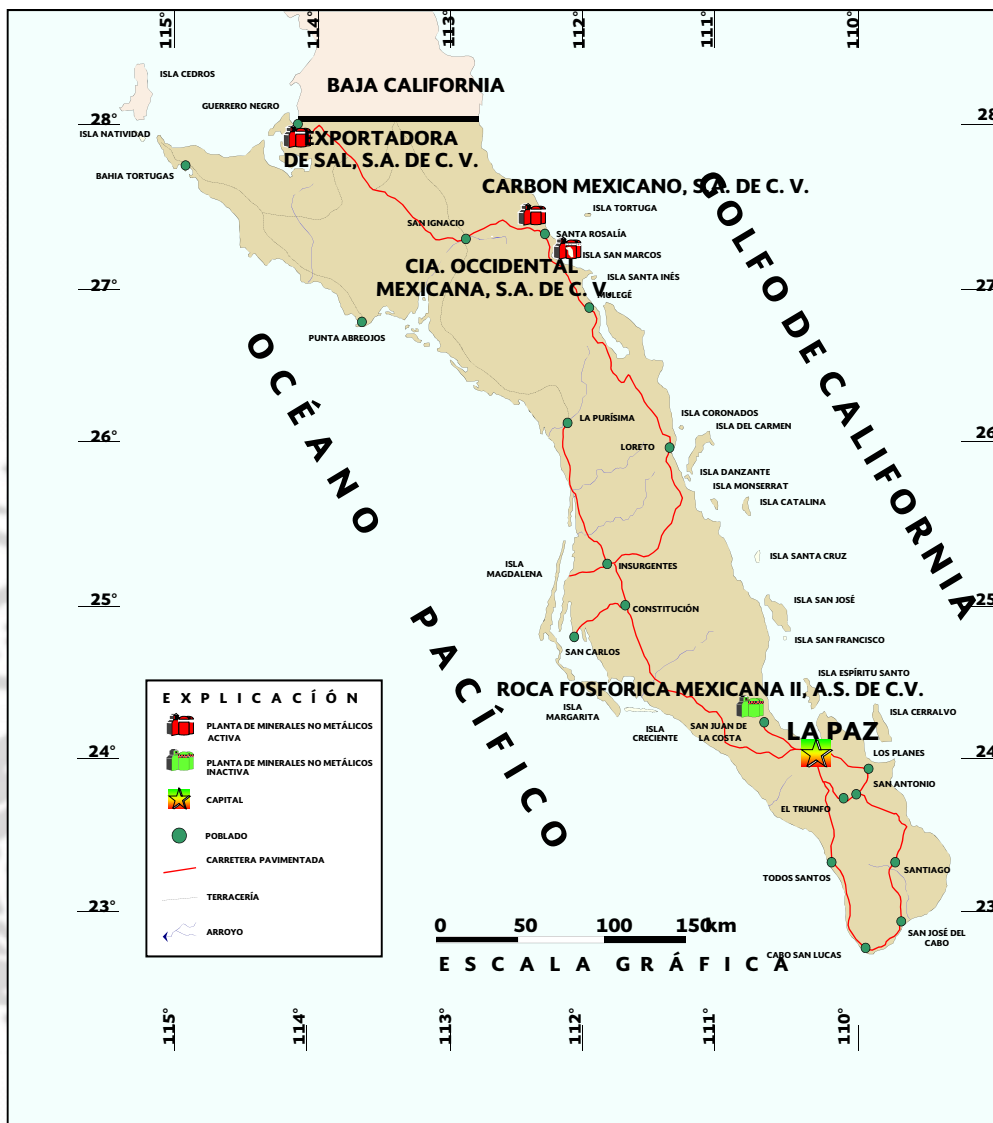 115°
114°
113°
112°
111°
110°
ISLA CEDROS
BAJA CALIFORNIA
GUERRERO NEGRO
28°
28
ISLA NATIVIDAD
EXPORTADORA
DE SAL, S.A. DE C. V.
BAHIA TORTUGAS
CARBON MEXICANO, S.A. DE C. V.
ISLA TORTUGA
SAN IGNACIO
SANTA ROSALÍA
ISLA SAN MARCOS
CIA. OCCIDENTAL
MEXICANA, S.A. DE C. V.
ISLA SANTA INÉS
27°
27
MULEGÉ
PUNTA ABREOJOS
GOLFO DE CALIFORNIA
OCÉANO PACÍFICO
ISLA CORONADOS
LA PURÍSIMA
ISLA DEL CARMEN
26°
26
LORETO
ISLA DANZANTE
ISLA MONSERRAT
ISLA CATALINA
ISLA SANTA CRUZ
ISLA
MAGDALENA
INSURGENTES
25°
25
ISLA SAN JOSÉ
CONSTITUCIÓN
ISLA SAN FRANCISCO
SAN CARLOS
ISLA ESPÍRITU SANTO
ROCA FOSFORICA MEXICANA II, A.S. DE C.V.
ISLA
MARGARITA
ISLA CERRALVO
ISLA
CRECIENTE
SAN JUAN DE
LA COSTA
LA PAZ
24°
24
LOS PLANES
SAN ANTONIO
EL TRIUNFO
TODOS SANTOS
SANTIAGO
23°
23
SAN JOSÉ DEL
CABO
CABO SAN LUCAS
EXPLICACÍÓN
PLANTA DE MINERALES NO METÁLICOS
ACTIVA
PLANTA DE MINERALES NO METÁLICOS
INACTIVA
CAPITAL
POBLADO
CARRETERA PAVIMENTADA
TERRACERÍA
ARROYO
0 50 100 150 km
ESCALA GRÁFICA
115°
114°
113°
112°
111°
110°